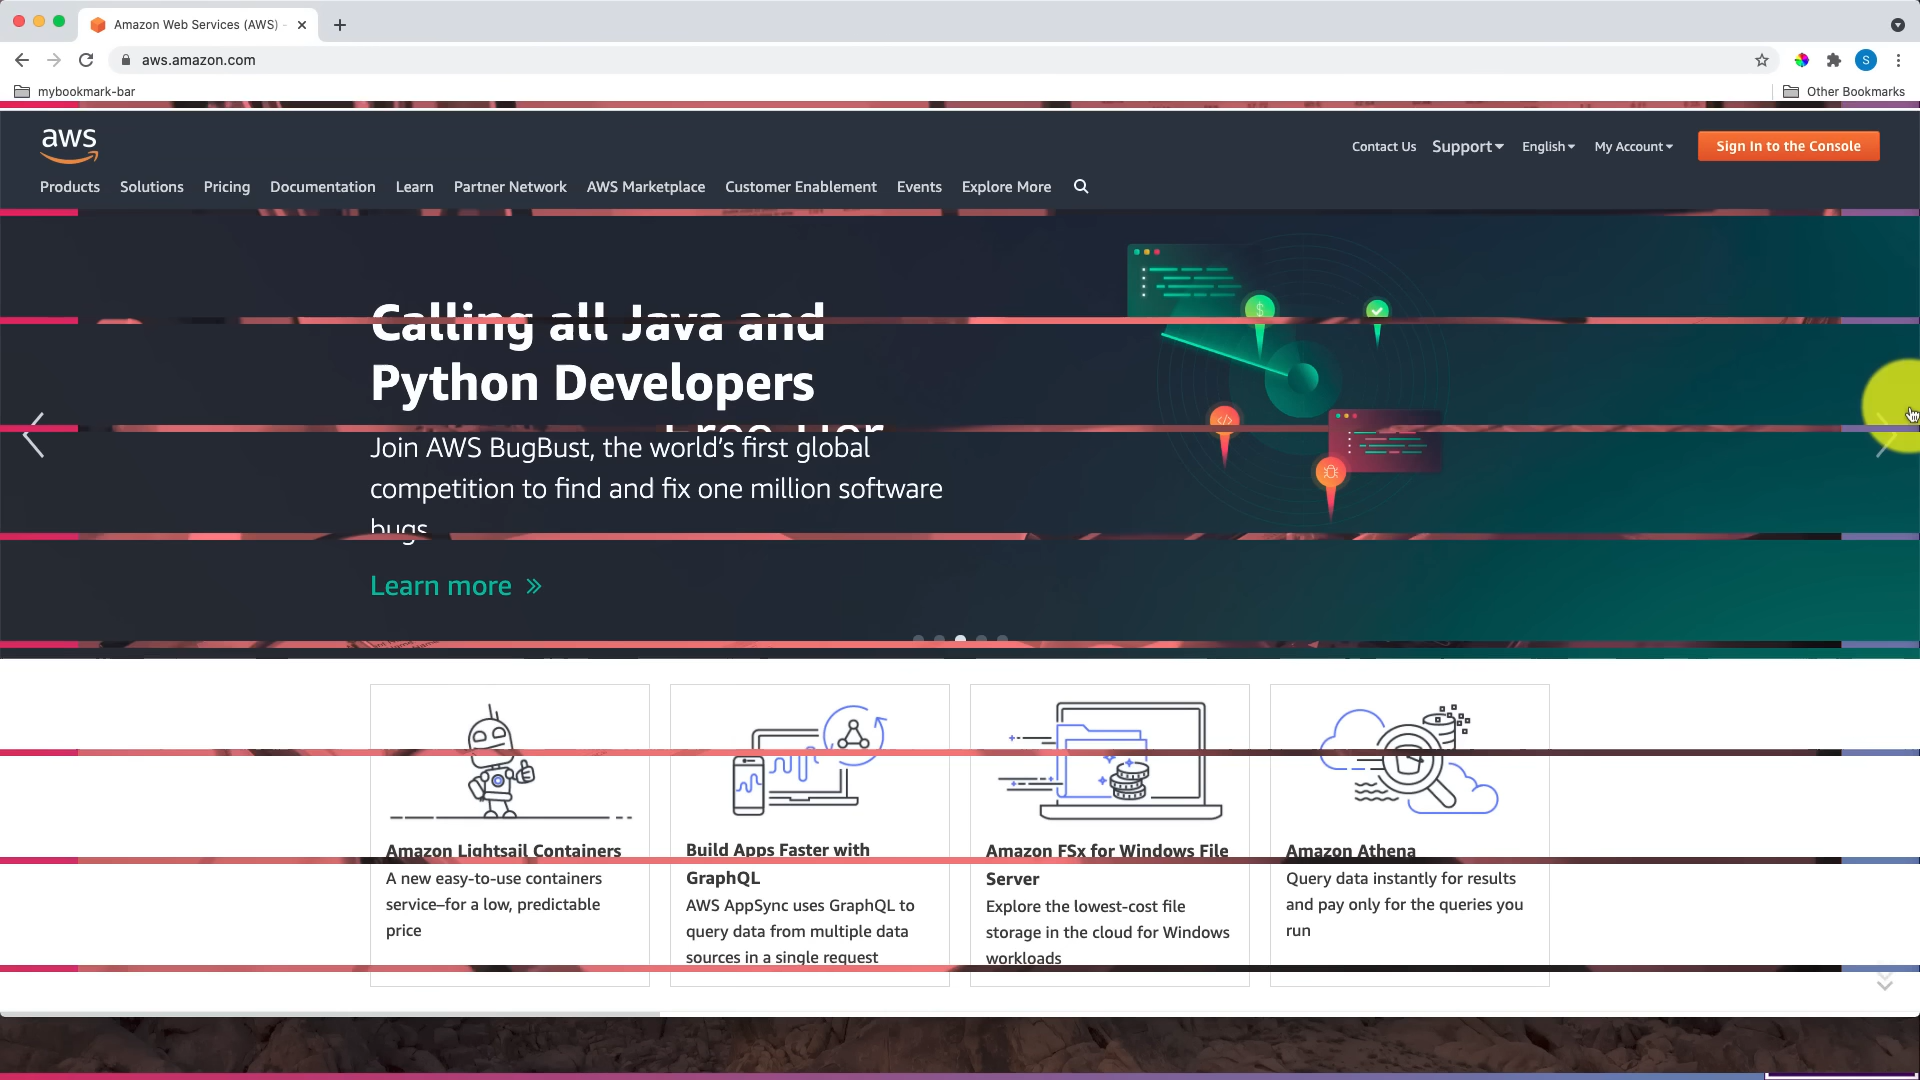 Amazon Web Services (AWS) -
aws.amazon.com
S
mybookmark-bar
Other Bookmarks
aws
Contact Us Support English My Account Sign In to the Console
Products Solutions Pricing Documentation Learn Partner Network AWS Marketplace Customer Enablement Events Explore More
Calling all Java and
Python Developers
Join AWS BugBust, the world's first global
competition to find and fix one million software
bugs
Learn more »
Amazon Lightsail Containers
A new easy-to-use containers
service–for a low, predictable
price
Build Apps Faster with
GraphQL
AWS AppSync uses GraphQL to
query data from multiple data
sources in a single request
Amazon FSx for Windows File
Server
Explore the lowest-cost file
storage in the cloud for Windows
workloads
Amazon Athena
Query data instantly for results
and pay only for the queries you
run